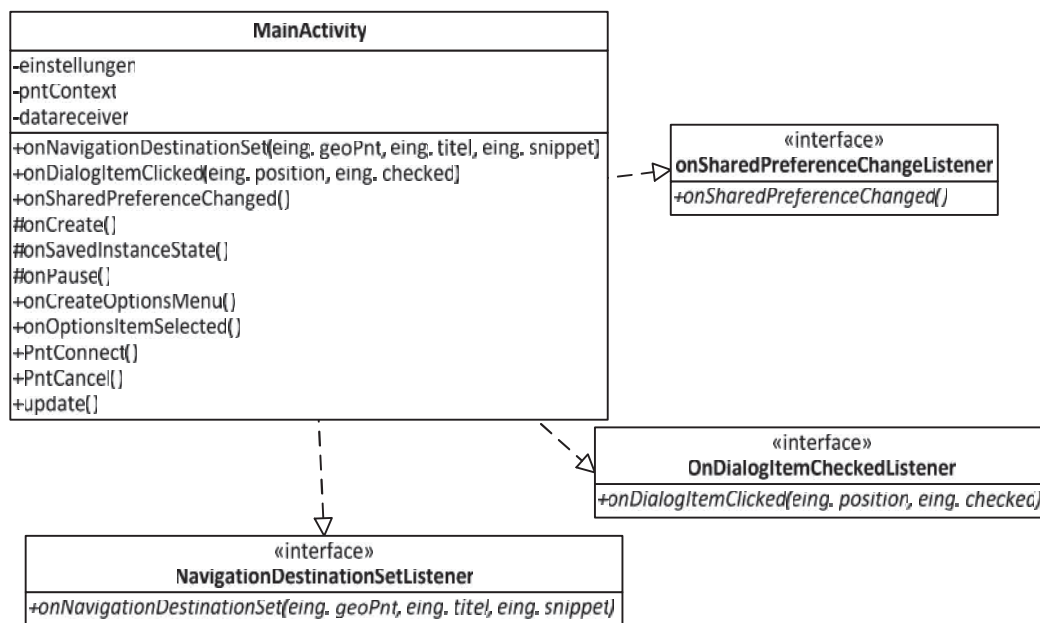 MainActivity
-einstellungen
-pntContext
-datareceiver
+onNavigationDestinationSet(eing. geoPnt, eing. titel, eing. snippet)
+onDialogItemClicked(eing. position, eing. checked)
+onSharedPreferenceChanged()
#onCreate()
#onSavedInstanceState()
#onPause()
+onCreateOptionsMenu()
+onOptionsItemSelected()
+PntConnect()
+PntCancel()
+update()
«interface»
onSharedPreferenceChangeListener
+onSharedPreferenceChanged()
«interface»
OnDialogItemCheckedListener
+onDialogItemClicked(eing. position, eing. checked)
«interface»
NavigationDestinationSetListener
+onNavigationDestinationSet(eing. geoPnt, eing. titel, eing. snippet)